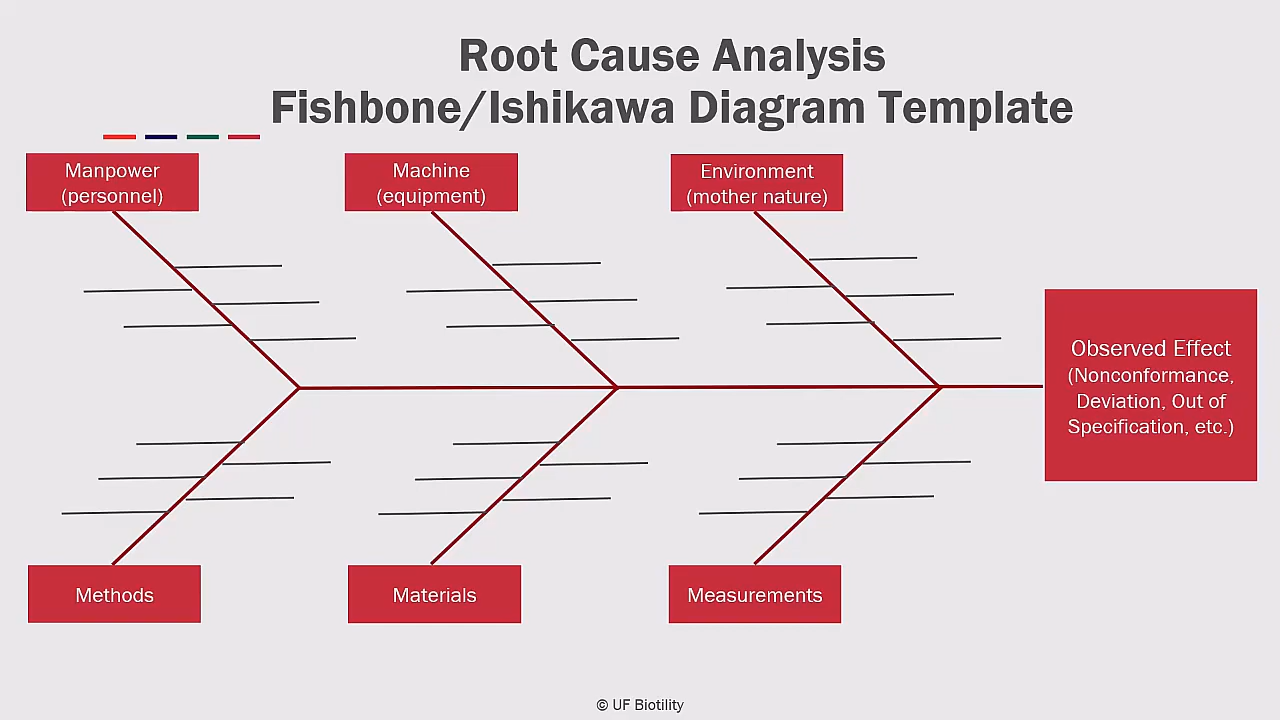 Root Cause Analysis
Fishbone/Ishikawa Diagram Template
Manpower
(personnel)
Machine
(equipment)
Environment
(mother nature)
Observed Effect
(Nonconformance,
Deviation, Out of
Specification, etc.)
Methods
Materials
Measurements
© UF Biotility